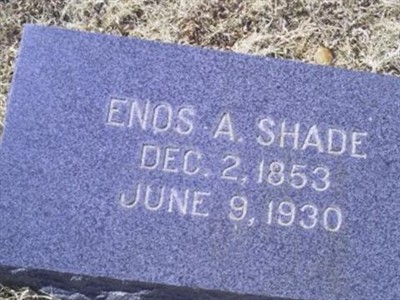 ENOS A. SHADE
DEC. 2, 1853
JUNE 9, 1930